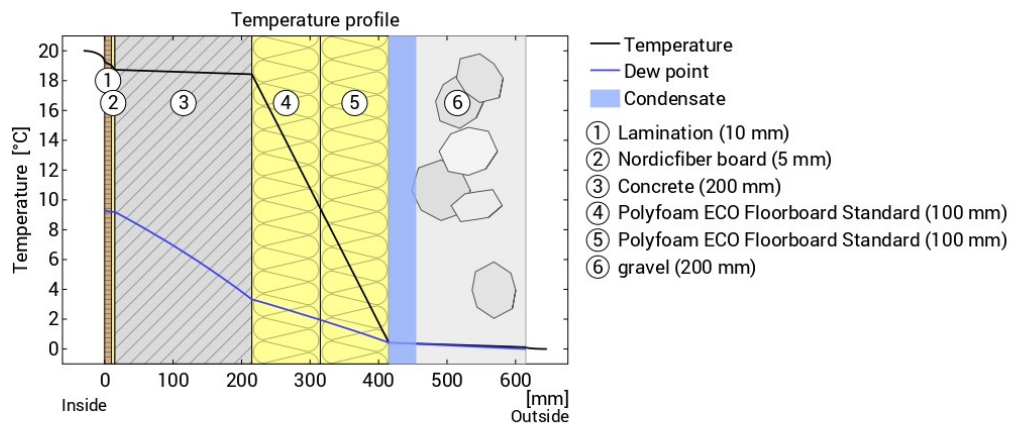 Temperature profile
Temperature [°C]
20
18
16
14
12
10
8
6
4
2
0
1
2
3
4
5
6
0 100 200 300 400 500 600
[mm]
Inside
Outside
Temperature
Dew point
Condensate
1 Lamination (10 mm)
2 Nordicfiber board (5 mm)
3 Concrete (200 mm)
4 Polyfoam ECO Floorboard Standard (100 mm)
5 Polyfoam ECO Floorboard Standard (100 mm)
6 gravel (200 mm)